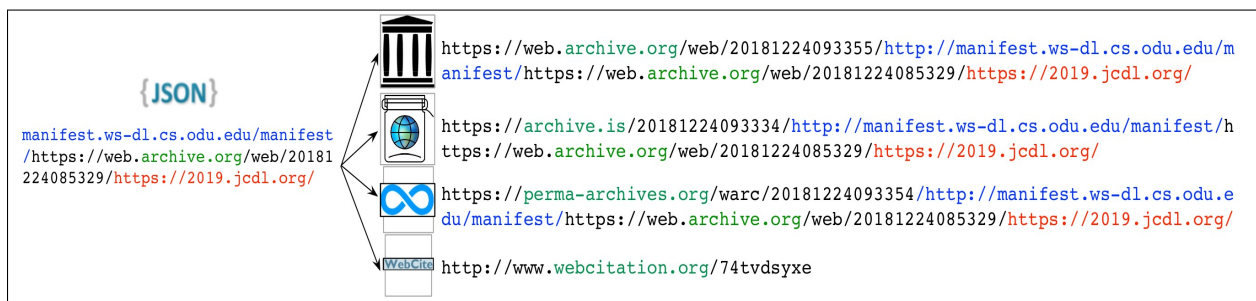 {JSON}
manifest.ws-dl.cs.odu.edu/manifest
/https://web.archive.org/web/20181
224085329/https://2019.jcdl.org/
https://web.archive.org/web/20181224093355/http://manifest.ws-dl.cs.odu.edu/m
anifest/https://web.archive.org/web/20181224085329/https://2019.jcdl.org/
https://archive.is/20181224093334/http://manifest.ws-dl.cs.odu.edu/manifest/h
ttps://web.archive.org/web/20181224085329/https://2019.jcdl.org/
https://perma-archives.org/warc/20181224093354/http://manifest.ws-dl.cs.odu.e
du/manifest/https://web.archive.org/web/20181224085329/https://2019.jcdl.org/
WebCite
http://www.webcitation.org/74tvdsyxe